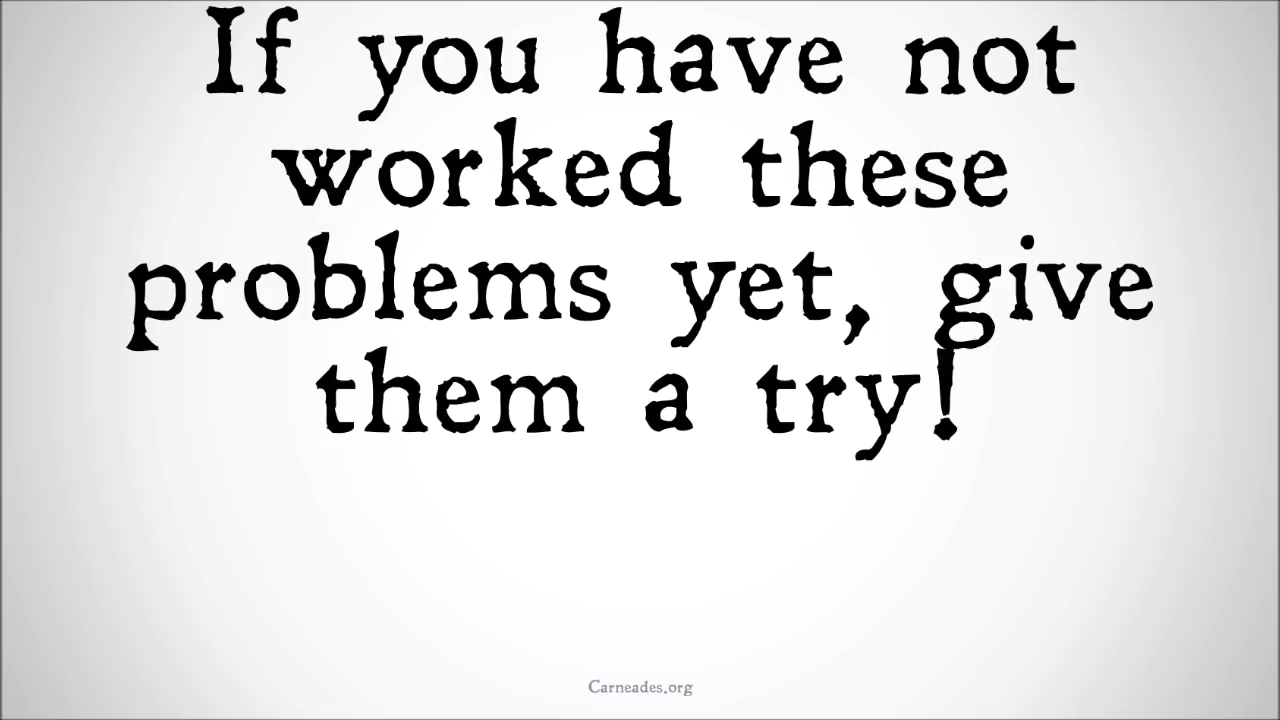 If you have not
worked these
problems yet, give
them a try!
Carneades.org